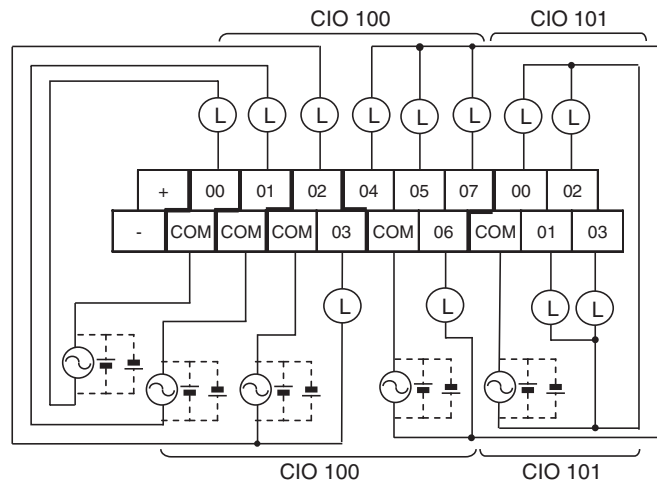 CIO 100 CIO 101
L L L L L L L L
+ 00 01 02 04 05 07 00 02
- COM COM COM 03 COM 06 COM 01 03
L L L L
CIO 100 CIO 101